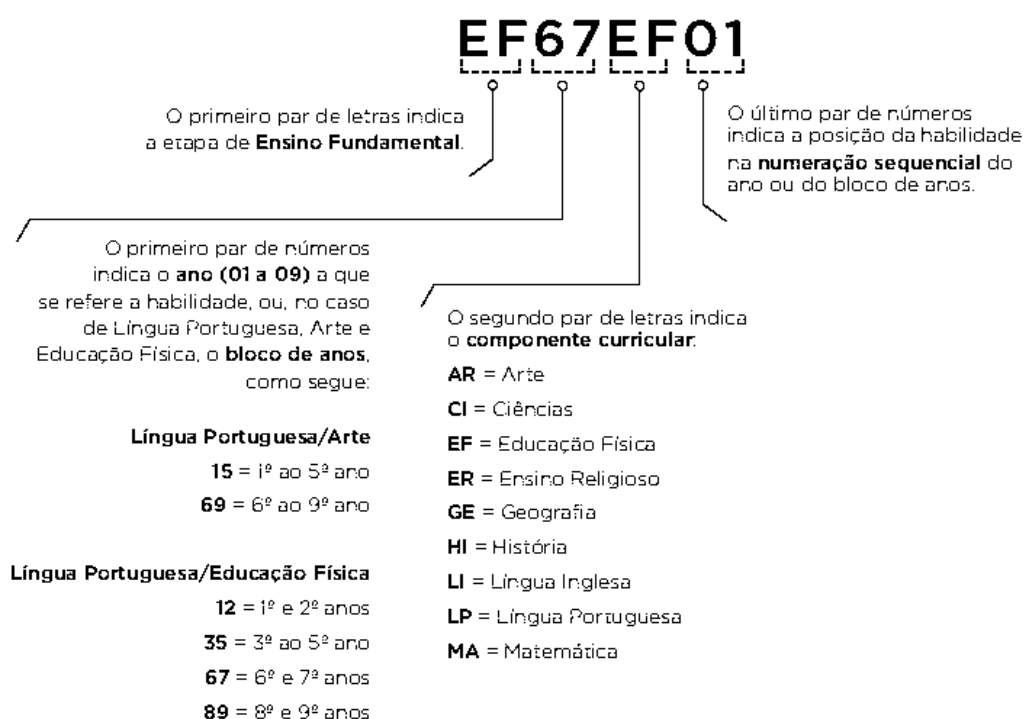 EF67EF01
O primeiro par de letras indica
a etapa de Ensino Fundamental.
O último par de números
indica a posição da habilidade
na numeração sequencial do
ano ou do bloco de anos.
O primeiro par de números
indica o ano (01 a 09) a que
se refere a habilidade, ou, no caso
de Língua Portuguesa, Arte e
Educação Física, o bloco de anos,
como segue:
Língua Portuguesa/Arte
15 = 1º ao 5º ano
69 = 6º ao 9º ano
Língua Portuguesa/Educação Física
12 = 1º e 2º anos
35 = 3º ao 5º ano
67 = 6º e 7º anos
89 = 8º e 9º anos
O segundo par de letras indica
o componente curricular:
AR = Arte
CI = Ciências
EF = Educação Física
ER = Ensino Religioso
GE = Geografia
HI = História
LI = Língua Inglesa
LP = Língua Portuguesa
MA = Matemática